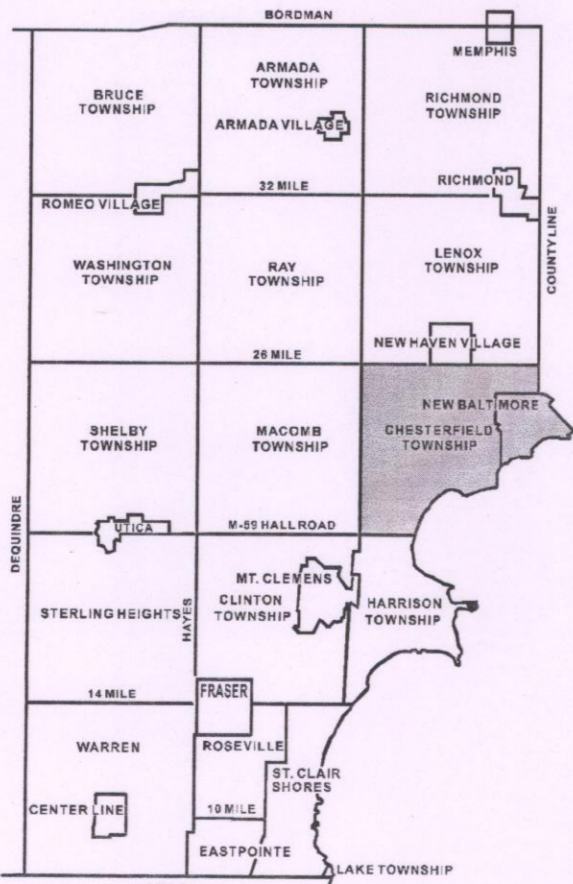 BORDMAN
MEMPHIS
ARMADA
TOWNSHIP
BRUCE
TOWNSHIP
RICHMOND
TOWNSHIP
ARMADA VILLAGE
32 MILE
RICHMOND
ROMEO VILLAGE
COUNTY LINE
WASHINGTON
TOWNSHIP
RAY
TOWNSHIP
LENOX
TOWNSHIP
NEW HAVEN VILLAGE
26 MILE
NEW BALTIMORE
SHELBY
TOWNSHIP
MACOMB
TOWNSHIP
CHESTERFIELD
TOWNSHIP
UTICA
M-59 HALL ROAD
DEQUINDRE
MT. CLEMENS
CLINTON
TOWNSHIP
HARRISON
TOWNSHIP
STERLING HEIGHTS
HAYES
14 MILE
FRASER
WARREN
ROSEVILLE
ST. CLAIR
SHORES
CENTER LINE
10 MILE
EASTPOINTE
LAKE TOWNSHIP